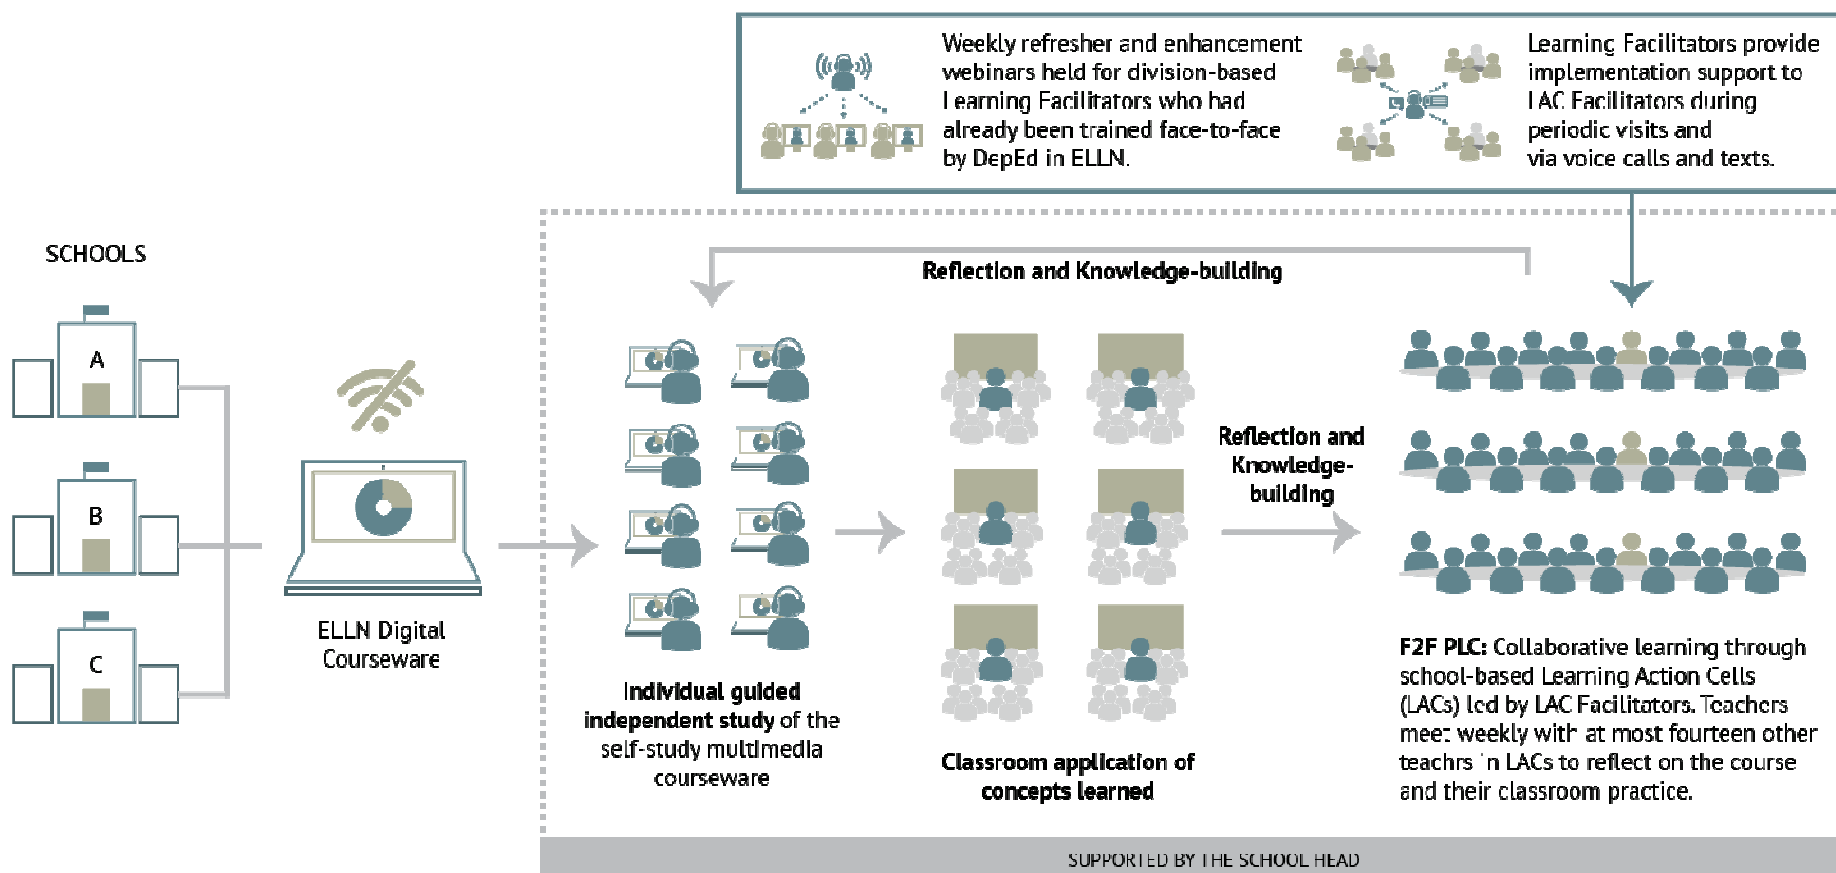 Weekly refresher and enhancement
webinars held for division-based
Learning Facilitators who had
already been trained face-to-face
by DepEd in ELLN.
Learning Facilitators provide
implementation support to
LAC Facilitators during
periodic visits and
via voice calls and texts.
SCHOOLS
A
B
C
ELLN Digital
Courseware
Reflection and Knowledge-building
Individual guided
independent study of the
self-study multimedia
courseware
Classroom application of
concepts learned
Reflection and
Knowledge-
building
F2F PLC: Collaborative learning through
school-based Learning Action Cells
(LACs) led by LAC Facilitators. Teachers
meet weekly with at most fourteen other
teachrs 'n LACs to reflect on the course
and their classroom practice.
SUPPORTED BY THE SCHOOL HEAD